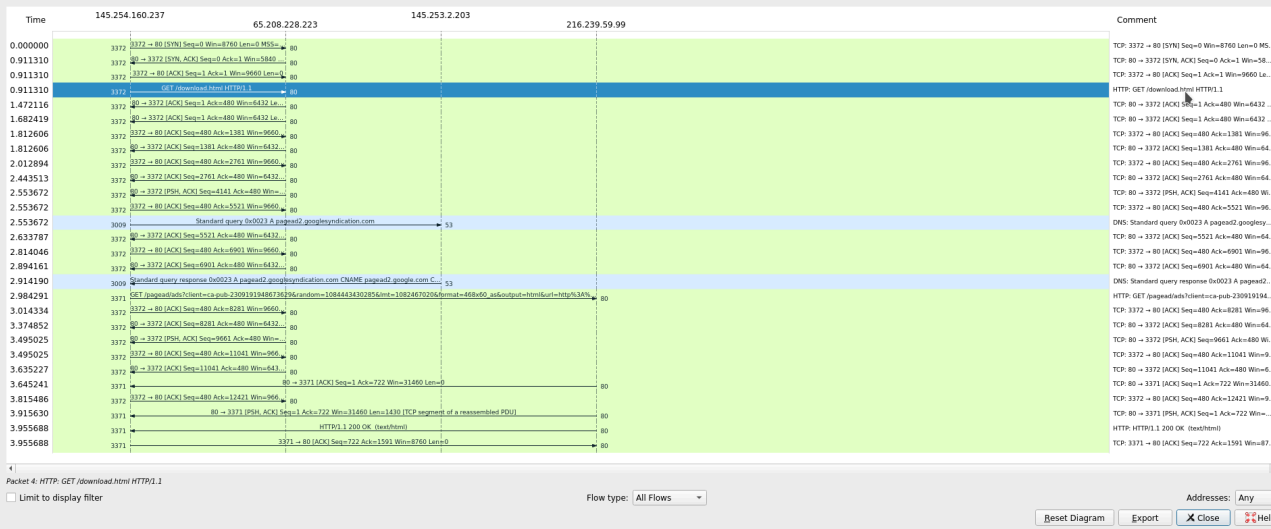 145.254.160.237 145.253.2.203
Time 65.208.228.223 216.239.59.99 Comment
0.000000 3372 3372 → 80 [SYN] Seq=0 Win=8760 Len=0 MSS=... 80 TCP: 3372 → 80 [SYN] Seq=0 Win=8760 Len=0 MS...
0.911310 3372 80 → 3372 [SYN, ACK] Seq=0 Ack=1 Win=5840 ... 80 TCP: 80 → 3372 [SYN, ACK] Seq=0 Ack=1 Win=58...
0.911310 3372 3372 → 80 [ACK] Seq=1 Ack=1 Win=9660 Len=0 80 TCP: 3372 → 80 [ACK] Seq=1 Ack=1 Win=9660 Le...
0.911310 3372 GET /download.html HTTP/1.1 80 HTTP: GET /download.html HTTP/1.1
1.472116 3372 80 → 3372 [ACK] Seq=1 Ack=480 Win=6432 Le... 80 TCP: 80 → 3372 [ACK] Seq=1 Ack=480 Win=6432 ...
1.682419 3372 80 → 3372 [ACK] Seq=1 Ack=480 Win=6432 Le... 80 TCP: 80 → 3372 [ACK] Seq=1 Ack=480 Win=6432 ...
1.812606 3372 3372 → 80 [ACK] Seq=480 Ack=1381 Win=9660... 80 TCP: 3372 → 80 [ACK] Seq=480 Ack=1381 Win=96...
1.812606 3372 80 → 3372 [ACK] Seq=1381 Ack=480 Win=6432... 80 TCP: 80 → 3372 [ACK] Seq=1381 Ack=480 Win=64...
2.012894 3372 3372 → 80 [ACK] Seq=480 Ack=2761 Win=9660... 80 TCP: 3372 → 80 [ACK] Seq=480 Ack=2761 Win=96...
2.443513 3372 80 → 3372 [ACK] Seq=2761 Ack=480 Win=6432... 80 TCP: 80 → 3372 [ACK] Seq=2761 Ack=480 Win=64...
2.553672 3372 80 → 3372 [PSH, ACK] Seq=4141 Ack=480 Win=... 80 TCP: 80 → 3372 [PSH, ACK] Seq=4141 Ack=480 Wi...
2.553672 3372 3372 → 80 [ACK] Seq=480 Ack=5521 Win=9660... 80 TCP: 3372 → 80 [ACK] Seq=480 Ack=5521 Win=96...
2.553672 3009 Standard query 0x0023 A pagead2.googlesyndication.com 53 DNS: Standard query 0x0023 A pagead2.googlesy...
2.633787 3372 80 → 3372 [ACK] Seq=5521 Ack=480 Win=6432... 80 TCP: 80 → 3372 [ACK] Seq=5521 Ack=480 Win=64...
2.814046 3372 3372 → 80 [ACK] Seq=480 Ack=6901 Win=9660... 80 TCP: 3372 → 80 [ACK] Seq=480 Ack=6901 Win=96...
2.894161 3372 80 → 3372 [ACK] Seq=6901 Ack=480 Win=6432... 80 TCP: 80 → 3372 [ACK] Seq=6901 Ack=480 Win=64...
2.914190 3009 Standard query response 0x0023 A pagead2.googlesyndication.com CNAME pagead2.google.com C... 53 DNS: Standard query response 0x0023 A pagead2...
2.984291 3371 GET /pagead/ads?client=ca-pub-2309191948673629&random=1084443430285&lmt=1082467020&format=468x60_as&output=html&url=http%3A%... 80 HTTP: GET /pagead/ads?client=ca-pub-230919194...
3.014334 3372 3372 → 80 [ACK] Seq=480 Ack=8281 Win=9660... 80 TCP: 3372 → 80 [ACK] Seq=480 Ack=8281 Win=96...
3.374852 3372 80 → 3372 [ACK] Seq=8281 Ack=480 Win=6432... 80 TCP: 80 → 3372 [ACK] Seq=8281 Ack=480 Win=64...
3.495025 3372 80 → 3372 [PSH, ACK] Seq=9661 Ack=480 Win=... 80 TCP: 80 → 3372 [PSH, ACK] Seq=9661 Ack=480 Wi...
3.495025 3372 3372 → 80 [ACK] Seq=480 Ack=11041 Win=966... 80 TCP: 3372 → 80 [ACK] Seq=480 Ack=11041 Win=9...
3.635227 3372 80 → 3372 [ACK] Seq=11041 Ack=480 Win=643... 80 TCP: 80 → 3372 [ACK] Seq=11041 Ack=480 Win=6...
3.645241 3371 80 → 3371 [ACK] Seq=1 Ack=722 Win=31460 Len=0 80 TCP: 80 → 3371 [ACK] Seq=1 Ack=722 Win=31460...
3.815486 3372 3372 → 80 [ACK] Seq=480 Ack=12421 Win=966... 80 TCP: 3372 → 80 [ACK] Seq=480 Ack=12421 Win=9...
3.915630 3371 80 → 3371 [PSH, ACK] Seq=1 Ack=722 Win=31460 Len=1430 [TCP segment of a reassembled PDU] 80 TCP: 80 → 3371 [PSH, ACK] Seq=1 Ack=722 Win=...
3.955688 3371 HTTP/1.1 200 OK (text/html) 80 HTTP: HTTP/1.1 200 OK (text/html)
3.955688 3371 3371 → 80 [ACK] Seq=722 Ack=1591 Win=8760 Len=0 80 TCP: 3371 → 80 [ACK] Seq=722 Ack=1591 Win=87...
Packet 4: HTTP: GET /download.html HTTP/1.1
Limit to display filter Flow type: All Flows Addresses: Any
Reset Diagram Export Close Hel